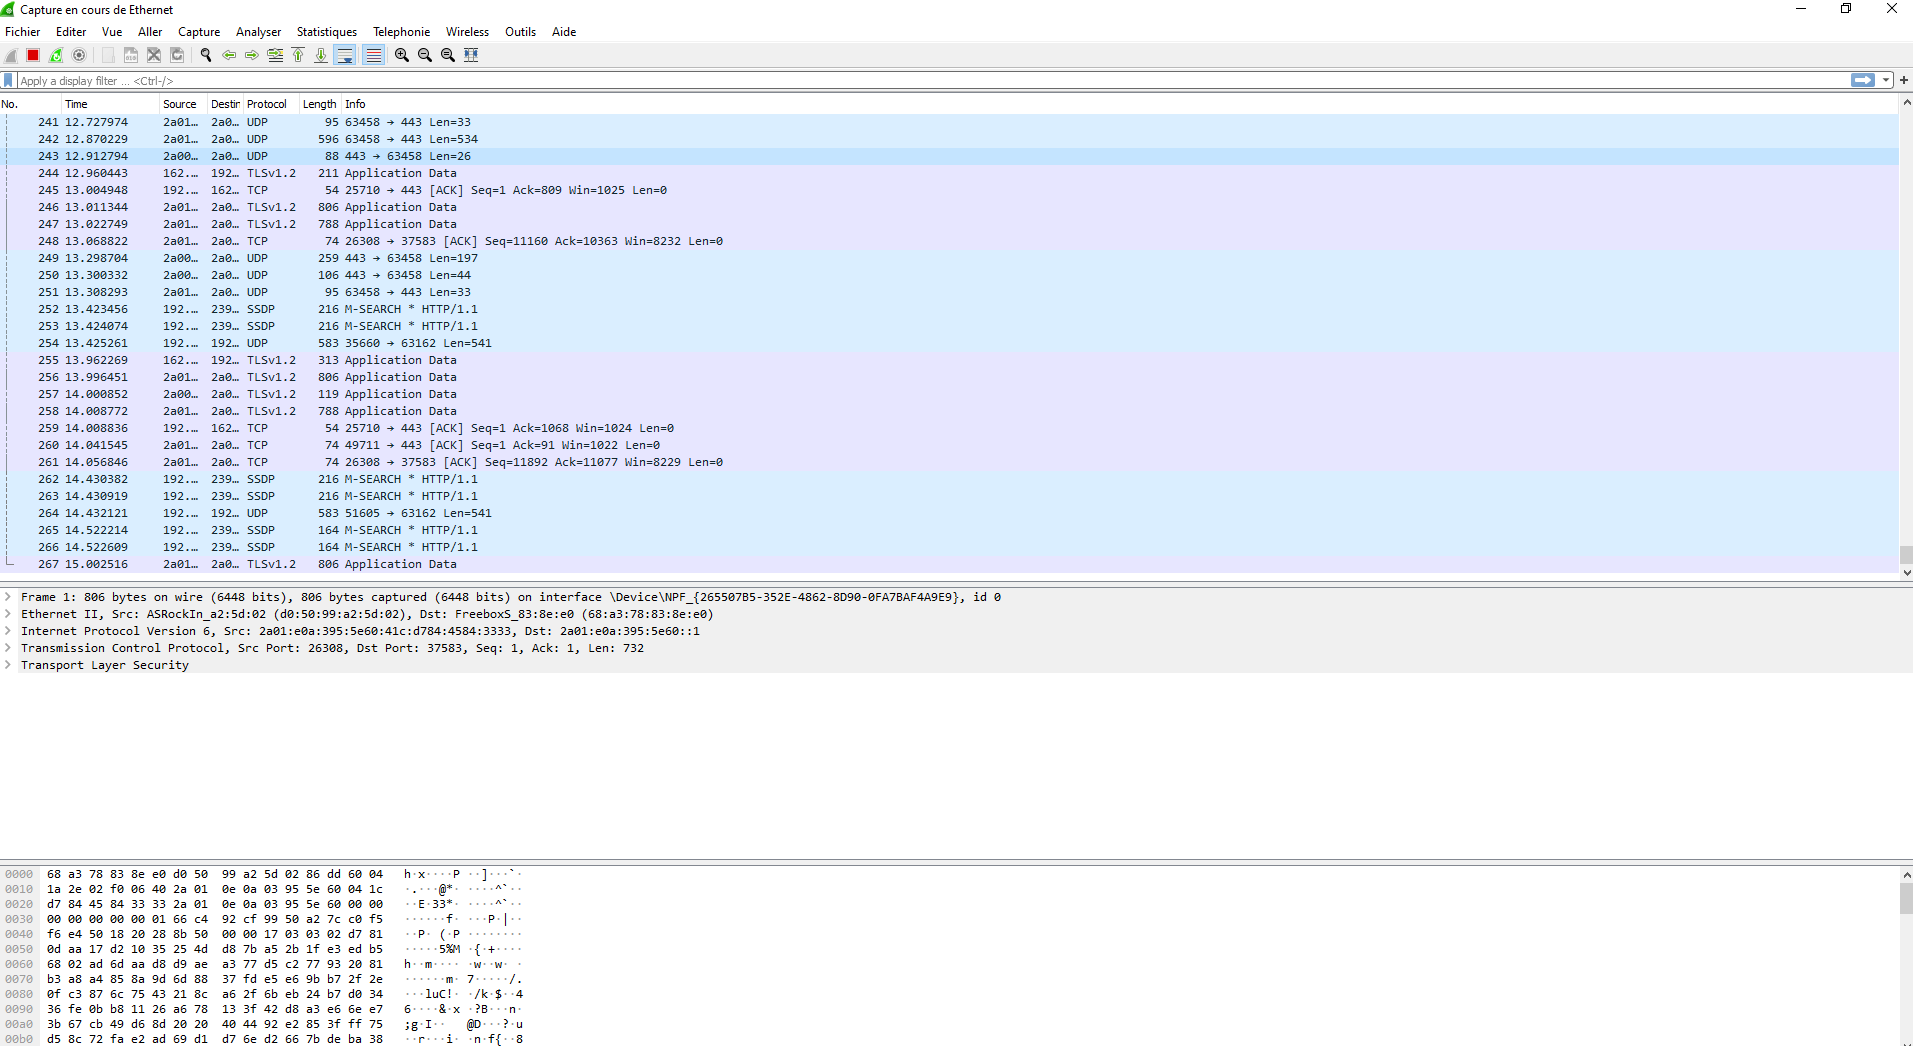 Capture en cours de Ethernet
Fichier Editer Vue Aller Capture Analyser Statistiques Telephonie Wireless Outils Aide
Apply a display filter ... <Ctrl-/>
No. Time Source Destir Protocol Length Info
241 12.727974 2a01… 2a0… UDP 95 63458 → 443 Len=33
242 12.870229 2a01… 2a0… UDP 596 63458 → 443 Len=534
243 12.912794 2a00… 2a0… UDP 88 443 → 63458 Len=26
244 12.960443 162.… 192… TLSv1.2 211 Application Data
245 13.004948 192.… 162… TCP 54 25710 → 443 [ACK] Seq=1 Ack=809 Win=1025 Len=0
246 13.011344 2a01… 2a0… TLSv1.2 806 Application Data
247 13.022749 2a01… 2a0… TLSv1.2 788 Application Data
248 13.068822 2a01… 2a0… TCP 74 26308 → 37583 [ACK] Seq=11160 Ack=10363 Win=8232 Len=0
249 13.298704 2a00… 2a0… UDP 259 443 → 63458 Len=197
250 13.300332 2a00… 2a0… UDP 106 443 → 63458 Len=44
251 13.308293 2a01… 2a0… UDP 95 63458 → 443 Len=33
252 13.423456 192.… 239… SSDP 216 M-SEARCH * HTTP/1.1
253 13.424074 192.… 239… SSDP 216 M-SEARCH * HTTP/1.1
254 13.425261 192.… 192… UDP 583 35660 → 63162 Len=541
255 13.962269 162.… 192… TLSv1.2 313 Application Data
256 13.996451 2a01… 2a0… TLSv1.2 806 Application Data
257 14.000852 2a00… 2a0… TLSv1.2 119 Application Data
258 14.008772 2a01… 2a0… TLSv1.2 788 Application Data
259 14.008836 192.… 162… TCP 54 25710 → 443 [ACK] Seq=1 Ack=1068 Win=1024 Len=0
260 14.041545 2a01… 2a0… TCP 74 49711 → 443 [ACK] Seq=1 Ack=91 Win=1022 Len=0
261 14.056846 2a01… 2a0… TCP 74 26308 → 37583 [ACK] Seq=11892 Ack=11077 Win=8229 Len=0
262 14.430382 192.… 239… SSDP 216 M-SEARCH * HTTP/1.1
263 14.430919 192.… 239… SSDP 216 M-SEARCH * HTTP/1.1
264 14.432121 192.… 192… UDP 583 51605 → 63162 Len=541
265 14.522214 192.… 239… SSDP 164 M-SEARCH * HTTP/1.1
266 14.522609 192.… 239… SSDP 164 M-SEARCH * HTTP/1.1
267 15.002516 2a01… 2a0… TLSv1.2 806 Application Data
Frame 1: 806 bytes on wire (6448 bits), 806 bytes captured (6448 bits) on interface \Device\NPF_{265507B5-352E-4862-8D90-0FA7BAF4A9E9}, id 0
Ethernet II, Src: ASRockIn_a2:5d:02 (d0:50:99:a2:5d:02), Dst: FreeboxS_83:8e:e0 (68:a3:78:83:8e:e0)
Internet Protocol Version 6, Src: 2a01:e0a:395:5e60:41c:d784:4584:3333, Dst: 2a01:e0a:395:5e60::1
Transmission Control Protocol, Src Port: 26308, Dst Port: 37583, Seq: 1, Ack: 1, Len: 732
Transport Layer Security
0000 68 a3 78 83 8e e0 d0 50 99 a2 5d 02 86 dd 60 04 h·x····P ··]···`·
0010 1a 2e 02 f0 06 40 2a 01 0e 0a 03 95 5e 60 04 1c ·.···@*· ····^`··
0020 d7 84 45 84 33 33 2a 01 0e 0a 03 95 5e 60 00 00 ··E·33*· ····^`··
0030 00 00 00 00 00 01 66 c4 92 cf 99 50 a2 7c c0 f5 ······f· ···P·|··
0040 f6 e4 50 18 20 28 8b 50 00 00 17 03 03 02 d7 81 ··P· (·P ········
0050 0d aa 17 d2 10 35 25 4d d8 7b a5 2b 1f e3 ed b5 ·····5%M ·{·+····
0060 68 02 ad 6d aa d8 d9 ae a3 77 d5 c2 77 93 20 81 h··m···· ·w··w· ·
0070 b3 a8 a4 85 8a 9d 6d 88 37 fd e5 e6 9b b7 2f 2e ······m· 7·····/.
0080 0f c3 87 6c 75 43 21 8c a6 2f 6b eb 24 b7 d0 34 ···luC!· ·/k·$··4
0090 36 fe 0b b8 11 26 a6 78 13 3f 42 d8 a3 e6 6e e7 6····&·x ·?B···n·
00a0 3b 67 cb 49 d6 8d 20 20 40 44 92 e2 85 3f ff 75 ;g·I·· @D···?·u
00b0 d5 8c 72 fa e2 ad 69 d1 d7 6e d2 66 7b de ba 38 ··r···i· ·n·f{··8